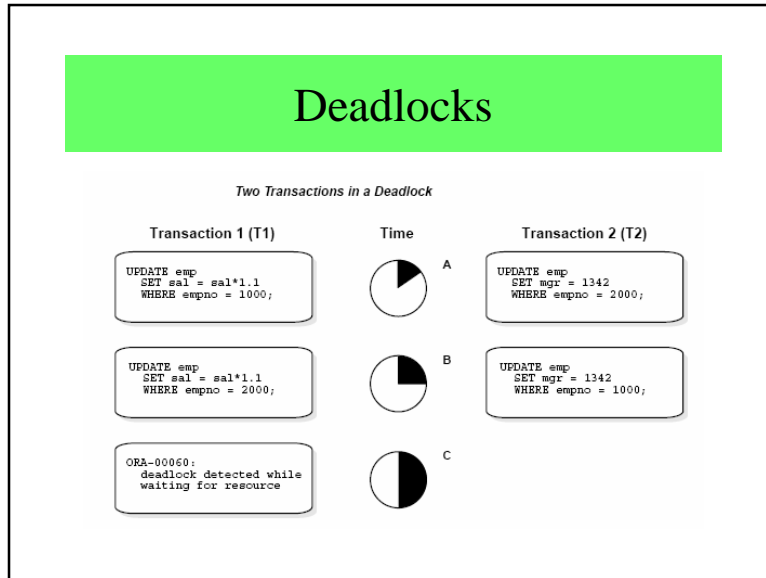 Deadlocks
Two Transactions in a Deadlock
Transaction 1 (T1)
Time
Transaction 2 (T2)
UPDATE emp
SET sal = sal*1.1
WHERE empno = 1000;
A
UPDATE emp
SET mgr = 1342
WHERE empno = 2000;
UPDATE emp
SET sal = sal*1.1
WHERE empno = 2000;
B
UPDATE emp
SET mgr = 1342
WHERE empno = 1000;
ORA-00060:
deadlock detected while
waiting for resource
C